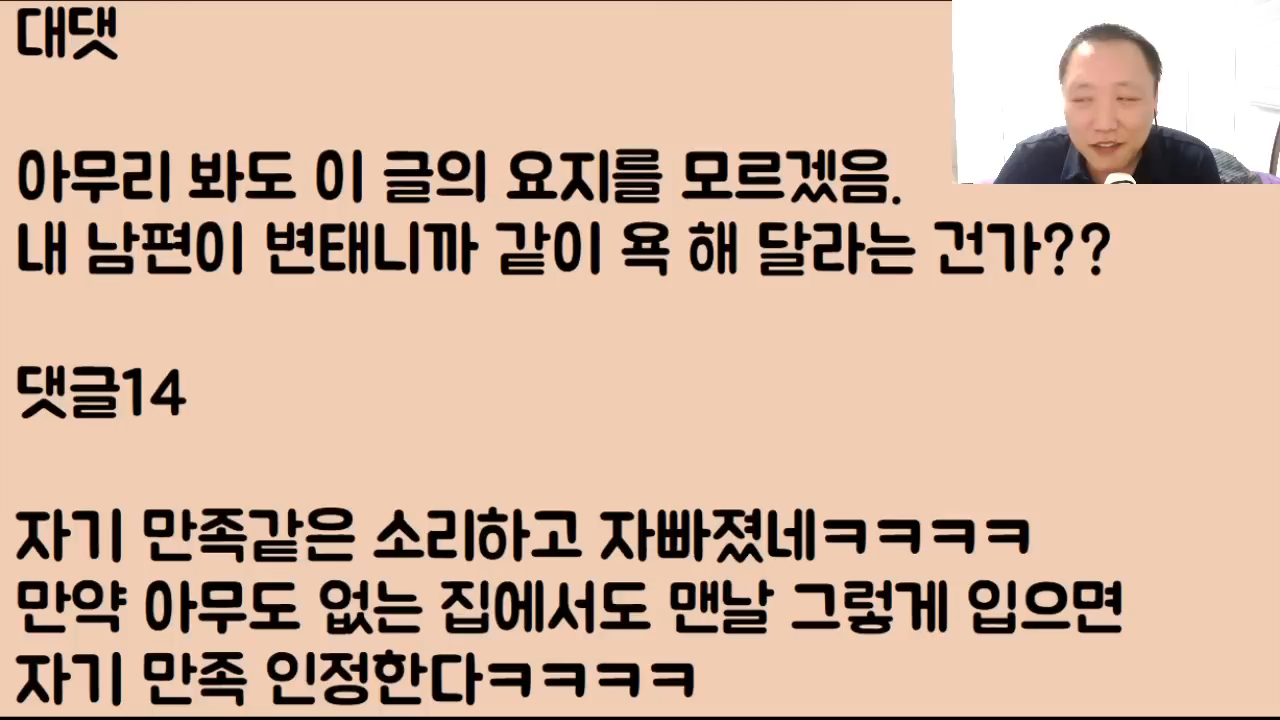 대댓
아무리 봐도 이 글의 요지를 모르겠음.
내 남편이 변태니까 같이 욕 해 달라는 건가??
댓글14
자기 만족같은 소리하고 자빠졌네ㅋㅋㅋㅋ
만약 아무도 없는 집에서도 맨날 그렇게 입으면
자기 만족 인정한다ㅋㅋㅋㅋ